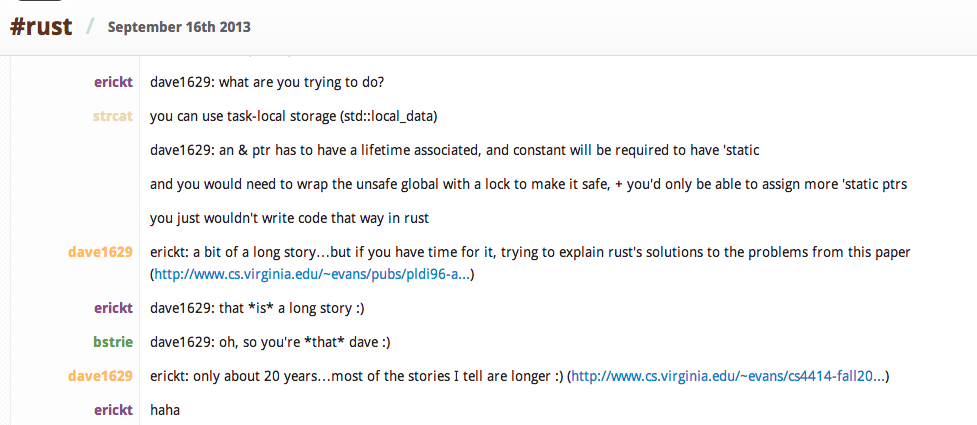 #rust / September 16th 2013
erickt dave1629: what are you trying to do?
strcat you can use task-local storage (std::local_data)
dave1629: an & ptr has to have a lifetime associated, and constant will be required to have 'static
and you would need to wrap the unsafe global with a lock to make it safe, + you'd only be able to assign more 'static ptrs
you just wouldn't write code that way in rust
dave1629 erickt: a bit of a long story...but if you have time for it, trying to explain rust's solutions to the problems from this paper
(http://www.cs.virginia.edu/~evans/pubs/pldi96-a...)
erickt dave1629: that *is* a long story :)
bstrie dave1629: oh, so you're *that* dave :)
dave1629 erickt: only about 20 years...most of the stories I tell are longer :) (http://www.cs.virginia.edu/~evans/cs4414-fall20...)
erickt haha